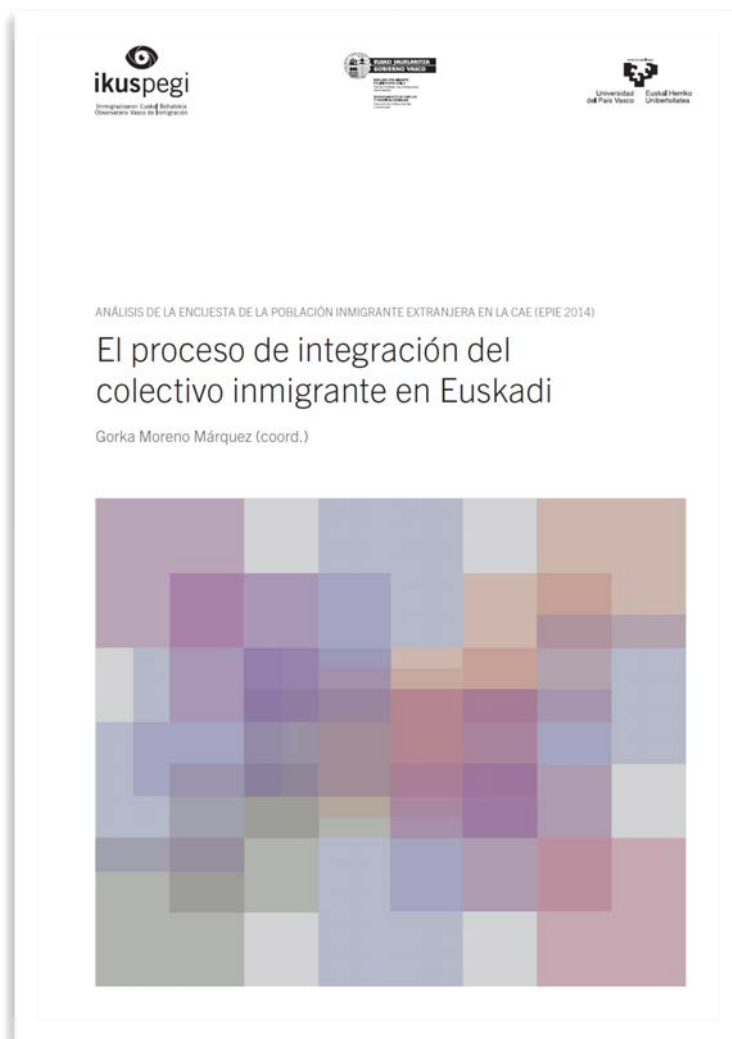 ikuspegi
Immigrazioaren Euskal Behatokia
Observatorio Vasco de Inmigración
EUSKO JAURLARITZA
GOBIERNO VASCO
Universidad
del País Vasco
Euskal Herriko
Unibertsitatea
ANÁLISIS DE LA ENCUESTA DE LA POBLACIÓN INMIGRANTE EXTRANJERA EN LA CAE (EPIE 2014)
El proceso de integración del
colectivo inmigrante en Euskadi
Gorka Moreno Márquez (coord.)